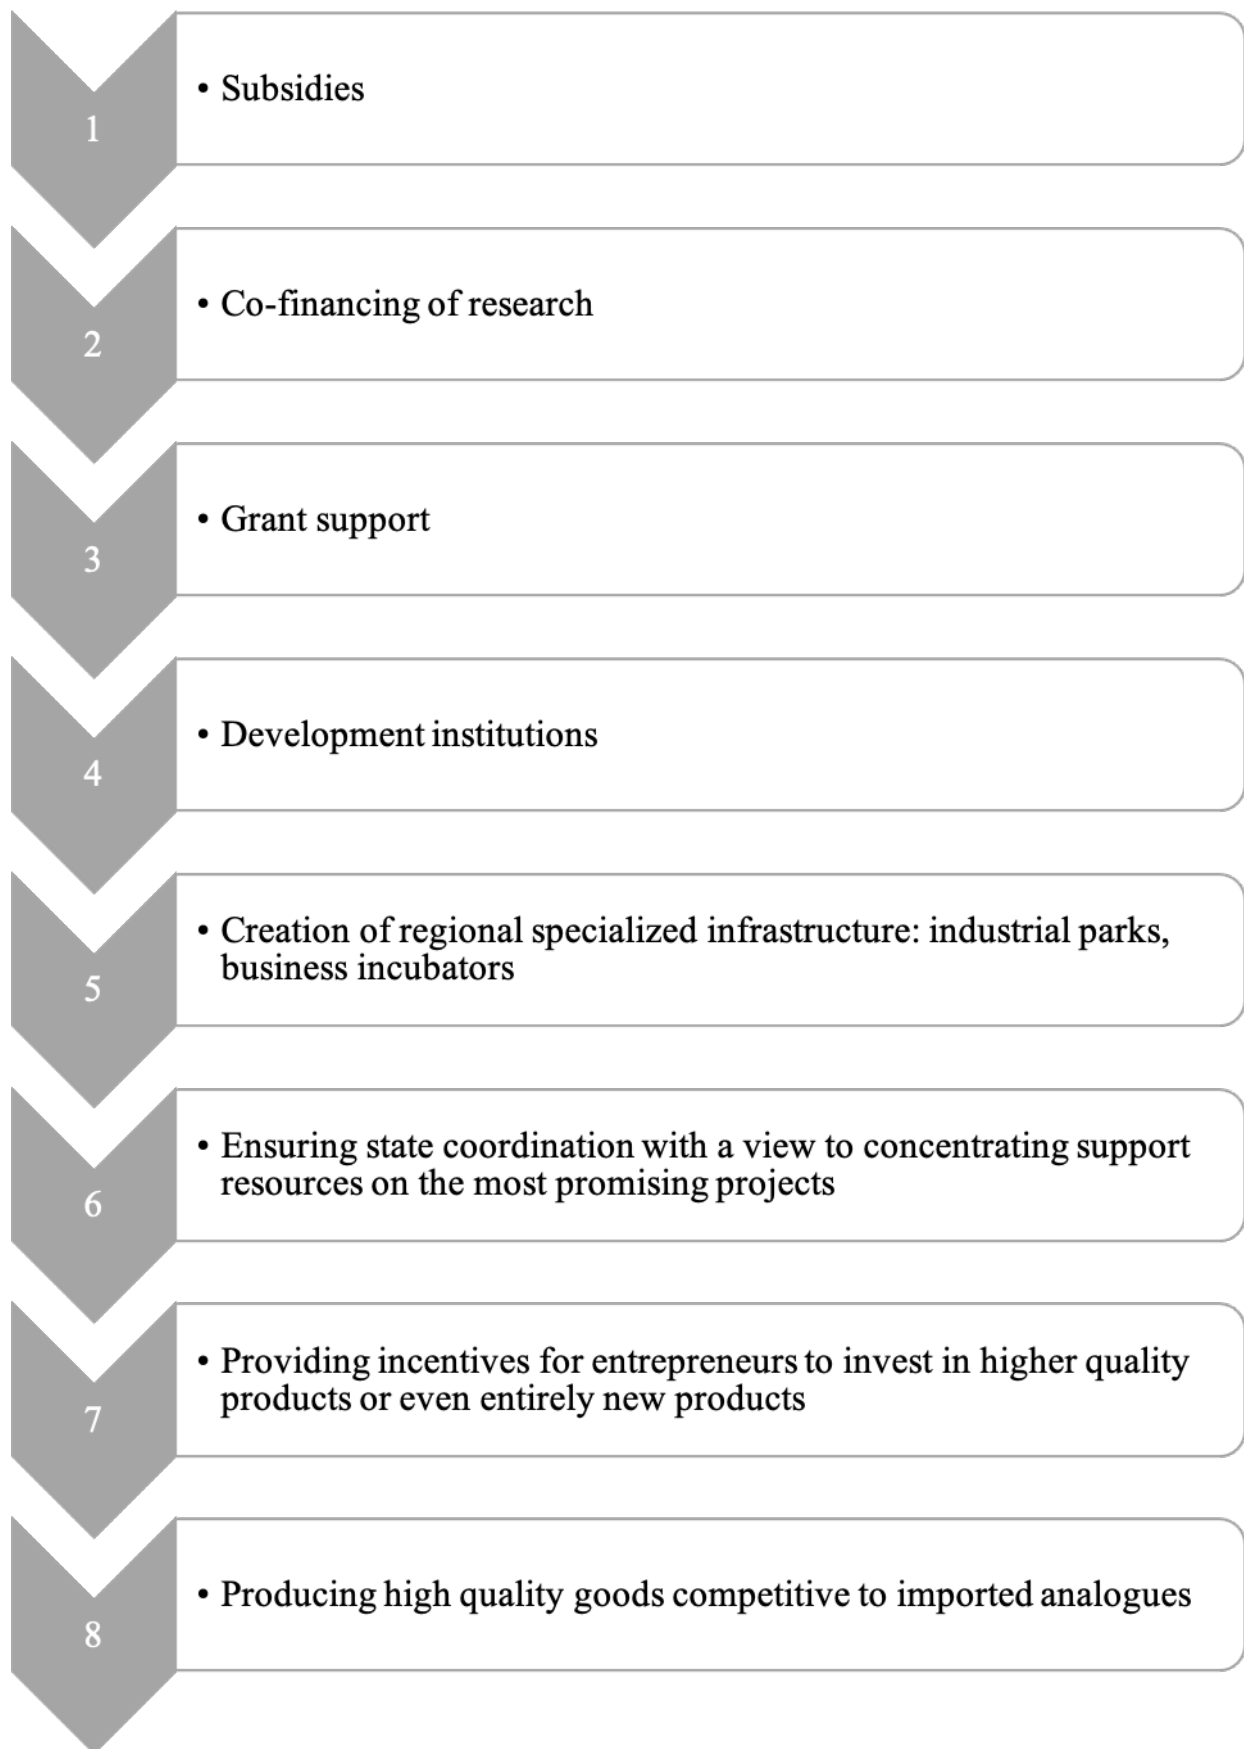 1
• Subsidies
2
• Co-financing of research
3
• Grant support
4
• Development institutions
5
• Creation of regional specialized infrastructure: industrial parks,
business incubators
6
• Ensuring state coordination with a view to concentrating support
resources on the most promising projects
7
• Providing incentives for entrepreneurs to invest in higher quality
products or even entirely new products
8
• Producing high quality goods competitive to imported analogues